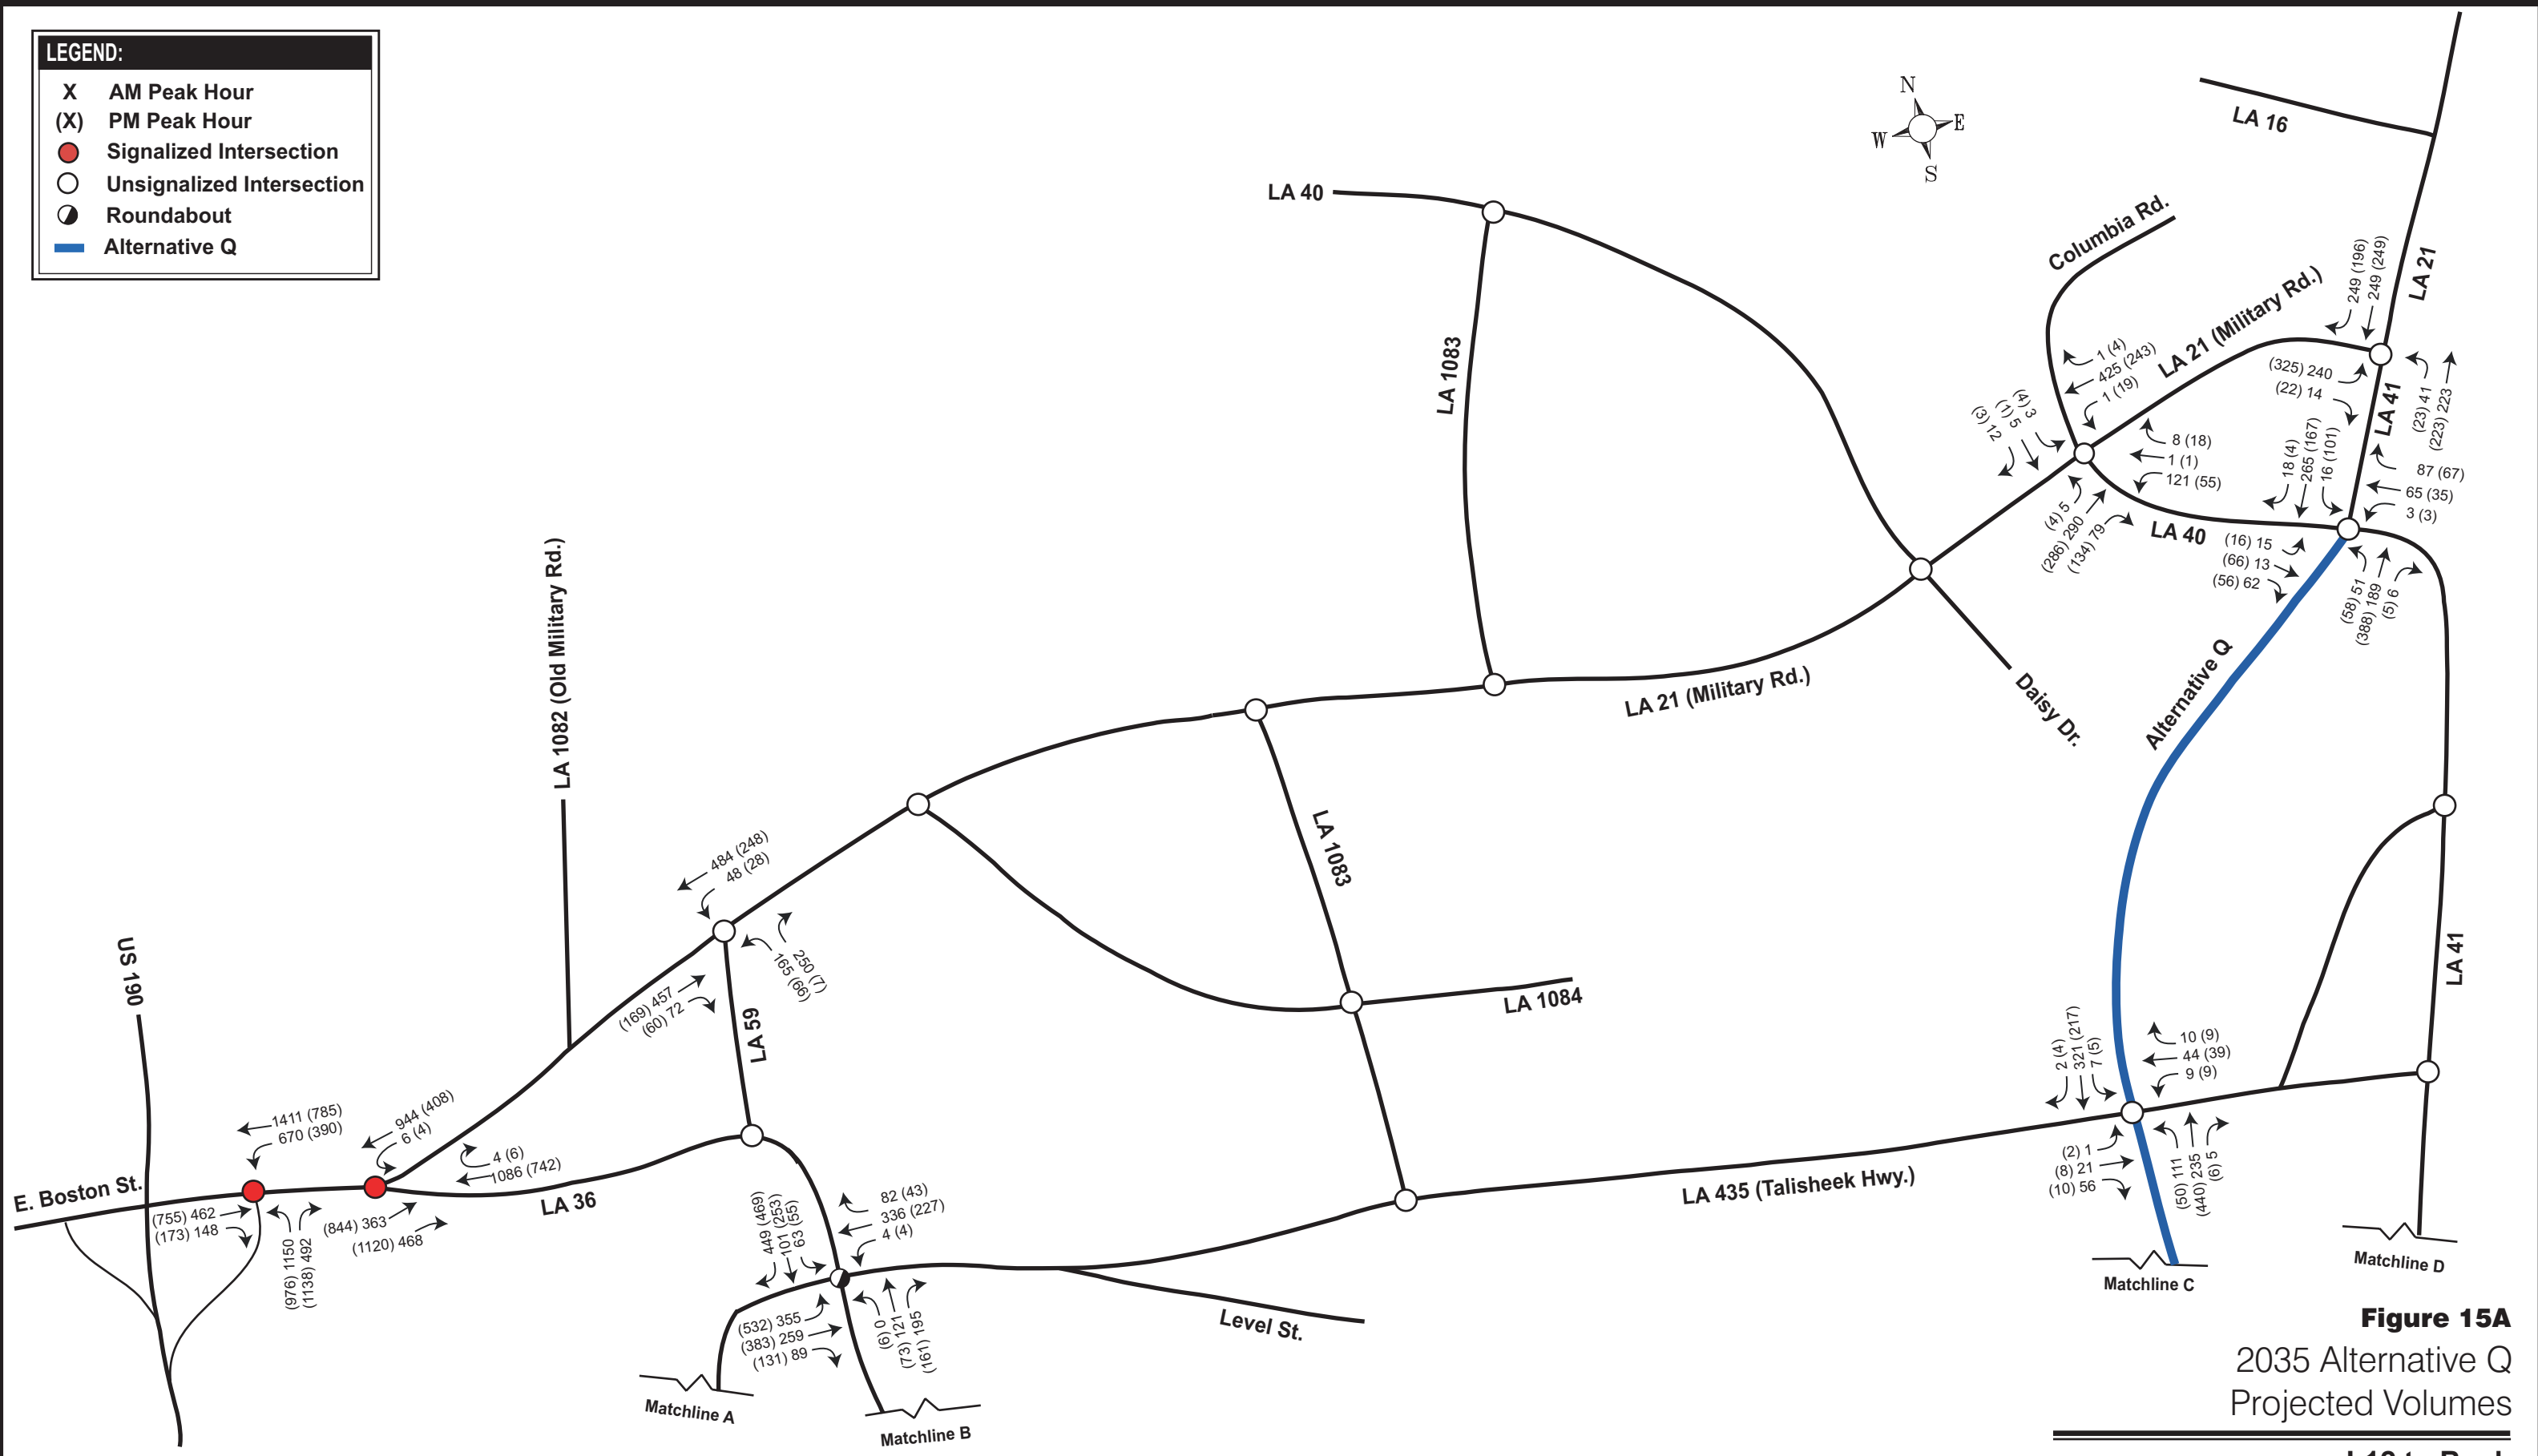 LEGEND:
X AM Peak Hour
(X) PM Peak Hour
Signalized Intersection
Unsignalized Intersection
Roundabout
Alternative Q
N
W
E
S
LA 16
LA 40
Columbia Rd.
LA 21
LA 21 (Military Rd.)
249 (196)
249 (249)
(325) 240
(22) 14
LA 41
(23) 41
(223) 223
1 (4)
425 (243)
1 (19)
(4) 3
(1) 5
(3) 12
8 (18)
1 (1)
121 (55)
(4) 5
(286) 290
(134) 79
LA 40
18 (4)
265 (167)
16 (101)
87 (67)
65 (35)
3 (3)
(16) 15
(66) 13
(56) 62
(58) 51
(388) 189
(5) 6
LA 1083
LA 1082 (Old Military Rd.)
Alternative Q
LA 21 (Military Rd.)
Daisy Dr.
LA 1083
484 (248)
48 (28)
250 (7)
165 (66)
(169) 457
(60) 72
LA 59
LA 1084
LA 41
US 190
2 (4)
321 (217)
7 (5)
10 (9)
44 (39)
9 (9)
(2) 1
(8) 21
(10) 56
(50) 111
(440) 235
(6) 5
1411 (785)
670 (390)
944 (408)
6 (4)
4 (6)
1086 (742)
E. Boston St.
LA 36
(755) 462
(173) 148
(976) 1150
(1138) 492
(844) 363
(1120) 468
LA 435 (Talisheek Hwy.)
449 (469)
101 (253)
63 (55)
82 (43)
336 (227)
4 (4)
(532) 355
(383) 259
(131) 89
(9) 0
(73) 121
(161) 195
Level St.
Matchline A
Matchline B
Matchline C
Matchline D
Figure 15A
2035 Alternative Q
Projected Volumes